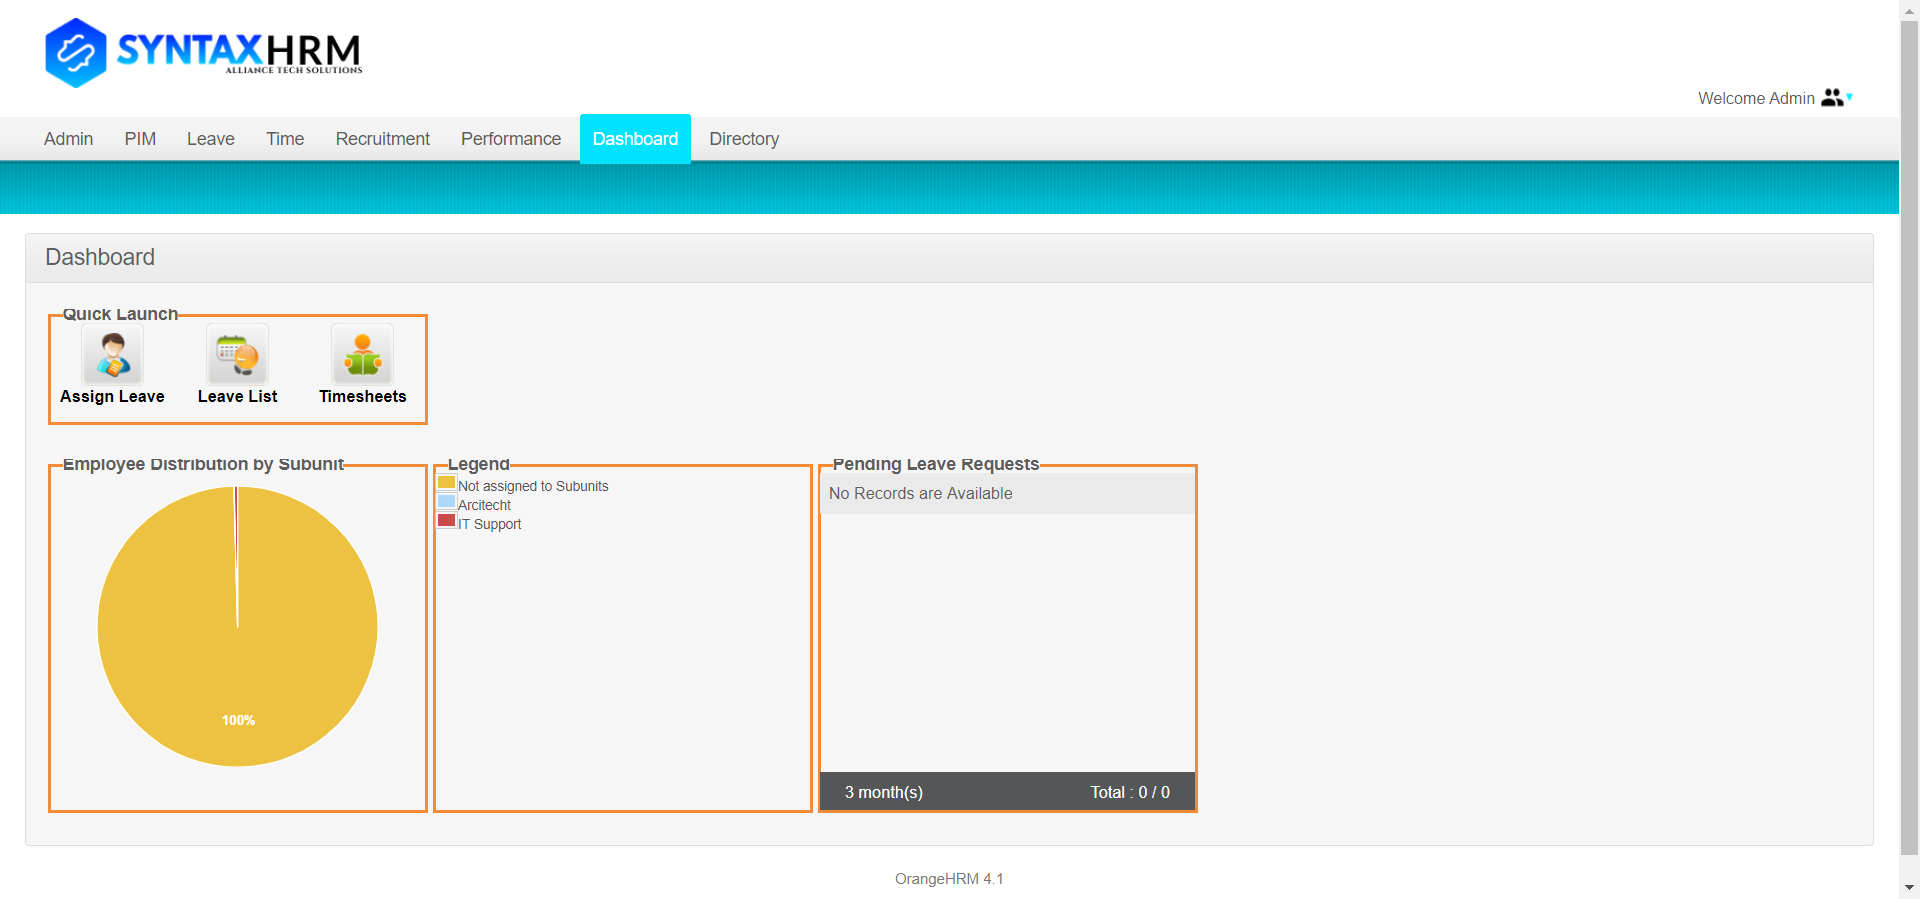 SYNTAXHRM
ALLIANCE TECH SOLUTIONS
Welcome Admin
Admin PIM Leave Time Recruitment Performance Dashboard Directory
Dashboard
Quick Launch
Assign Leave Leave List Timesheets
Employee Distribution by Subunit
100%
Legend
Not assigned to Subunits
Arcitecht
IT Support
Pending Leave Requests
No Records are Available
3 month(s) Total : 0 / 0
OrangeHRM 4.1